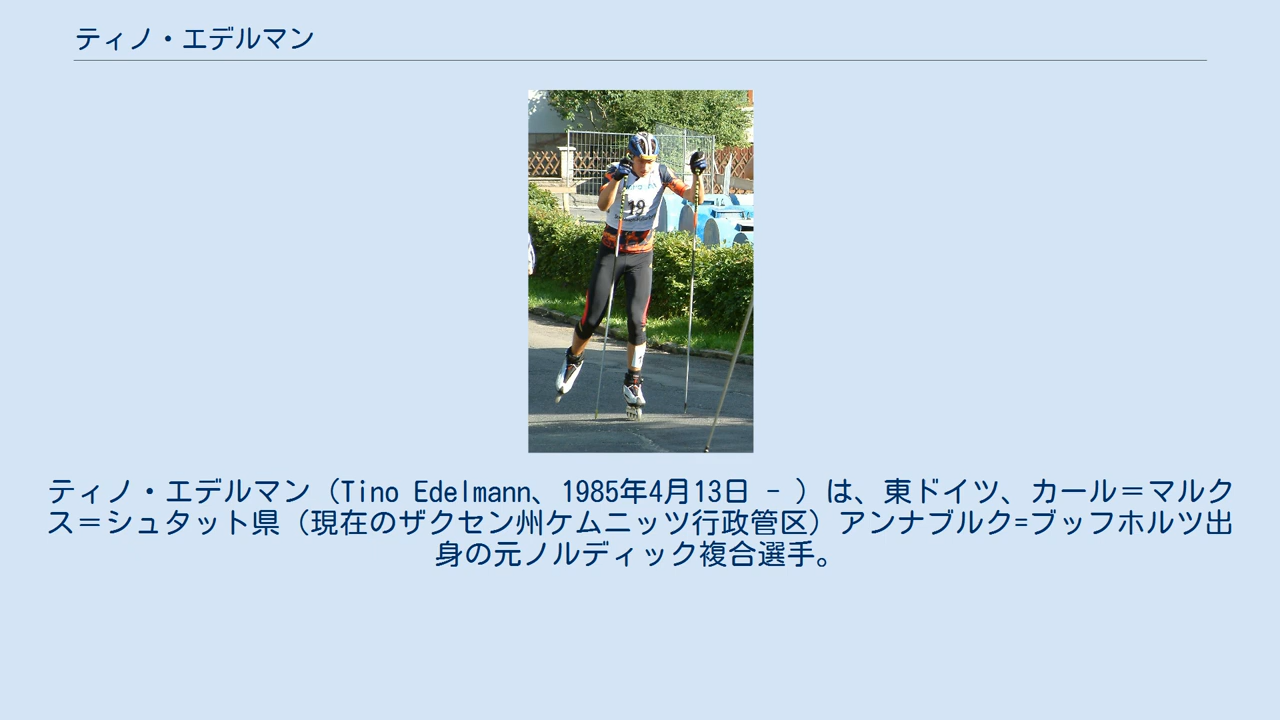 ティノ・エデルマン
19
ティノ・エデルマン（Tino Edelmann、1985年4月13日 - ）は、東ドイツ、カール＝マルク
ス＝シュタット県（現在のザクセン州ケムニッツ行政管区）アンナブルク=ブッフホルツ出
身の元ノルディック複合選手。